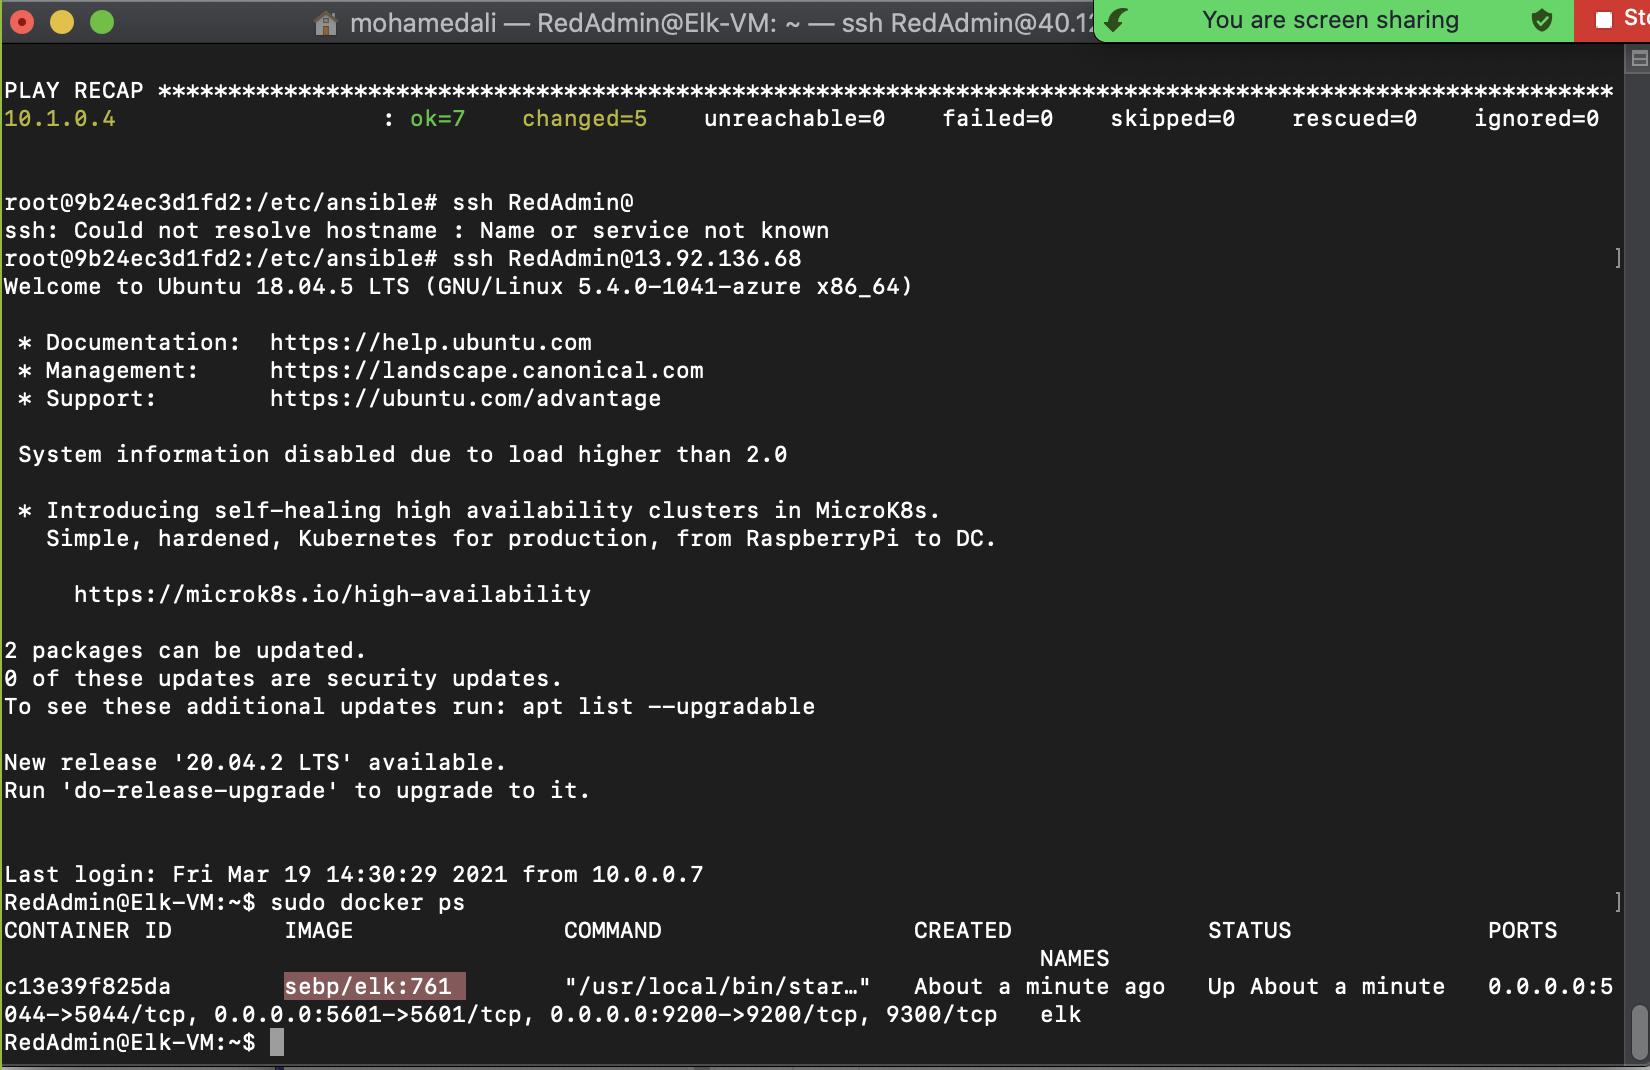 mohamedali — RedAdmin@Elk-VM: ~ — ssh RedAdmin@40.12
You are screen sharing
PLAY RECAP ********************************************************************************************************
10.1.0.4                   : ok=7    changed=5    unreachable=0    failed=0    skipped=0    rescued=0    ignored=0
root@9b24ec3d1fd2:/etc/ansible# ssh RedAdmin@
ssh: Could not resolve hostname : Name or service not known
root@9b24ec3d1fd2:/etc/ansible# ssh RedAdmin@13.92.136.68
Welcome to Ubuntu 18.04.5 LTS (GNU/Linux 5.4.0-1041-azure x86_64)
 * Documentation:  https://help.ubuntu.com
 * Management:     https://landscape.canonical.com
 * Support:        https://ubuntu.com/advantage
 System information disabled due to load higher than 2.0
 * Introducing self-healing high availability clusters in MicroK8s.
   Simple, hardened, Kubernetes for production, from RaspberryPi to DC.
     https://microk8s.io/high-availability
2 packages can be updated.
0 of these updates are security updates.
To see these additional updates run: apt list --upgradable
New release '20.04.2 LTS' available.
Run 'do-release-upgrade' to upgrade to it.
Last login: Fri Mar 19 14:30:29 2021 from 10.0.0.7
RedAdmin@Elk-VM:~$ sudo docker ps
CONTAINER ID        IMAGE               COMMAND                  CREATED              STATUS              PORTS
                                                                          NAMES
c13e39f825da        sebp/elk:761        "/usr/local/bin/star…"   About a minute ago   Up About a minute   0.0.0.0:5
044->5044/tcp, 0.0.0.0:5601->5601/tcp, 0.0.0.0:9200->9200/tcp, 9300/tcp   elk
RedAdmin@Elk-VM:~$